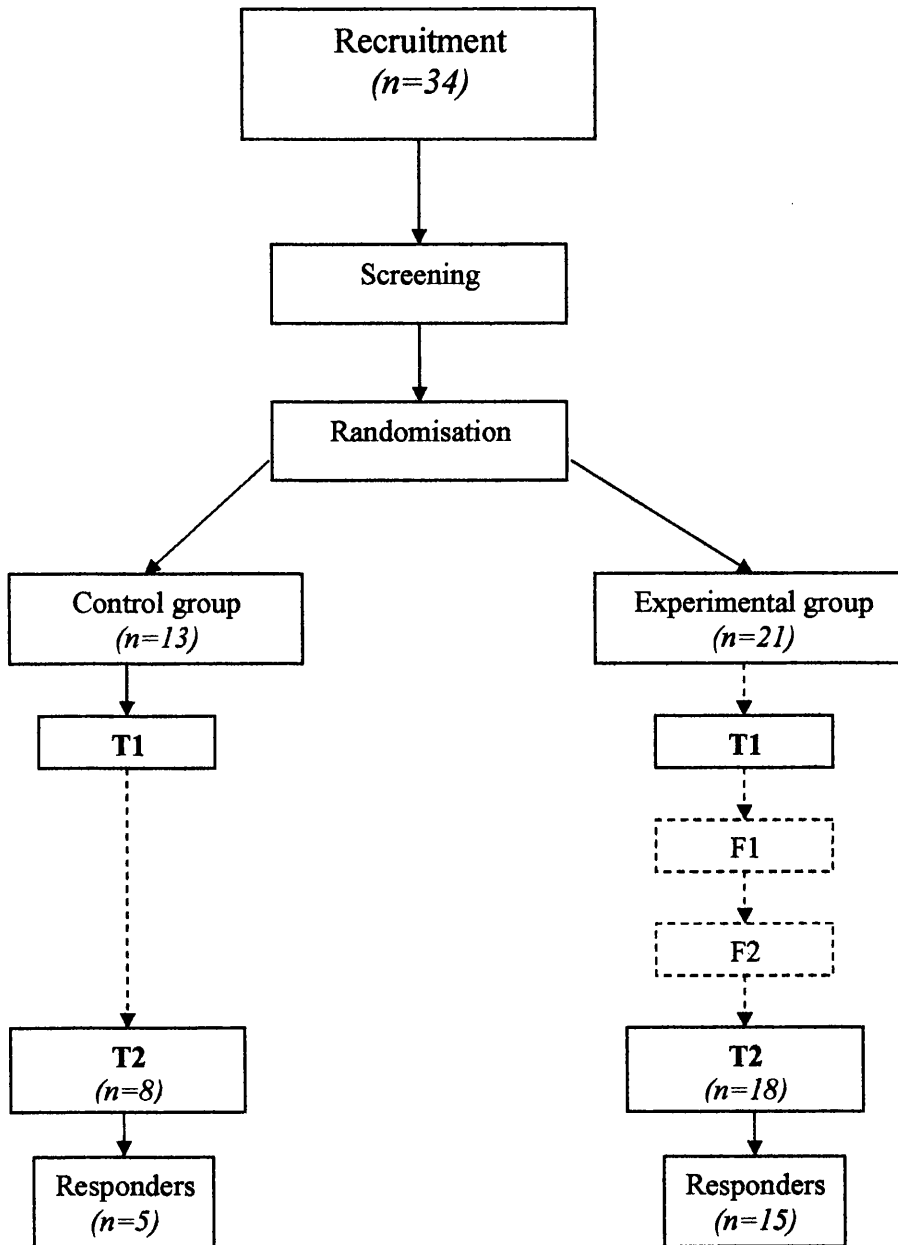 Recruitment
(n=34)
Screening
Randomisation
Control group
(n=13)
Experimental group
(n=21)
T1
T1
F1
F2
T2
(n=8)
T2
(n=18)
Responders
(n=5)
Responders
(n=15)